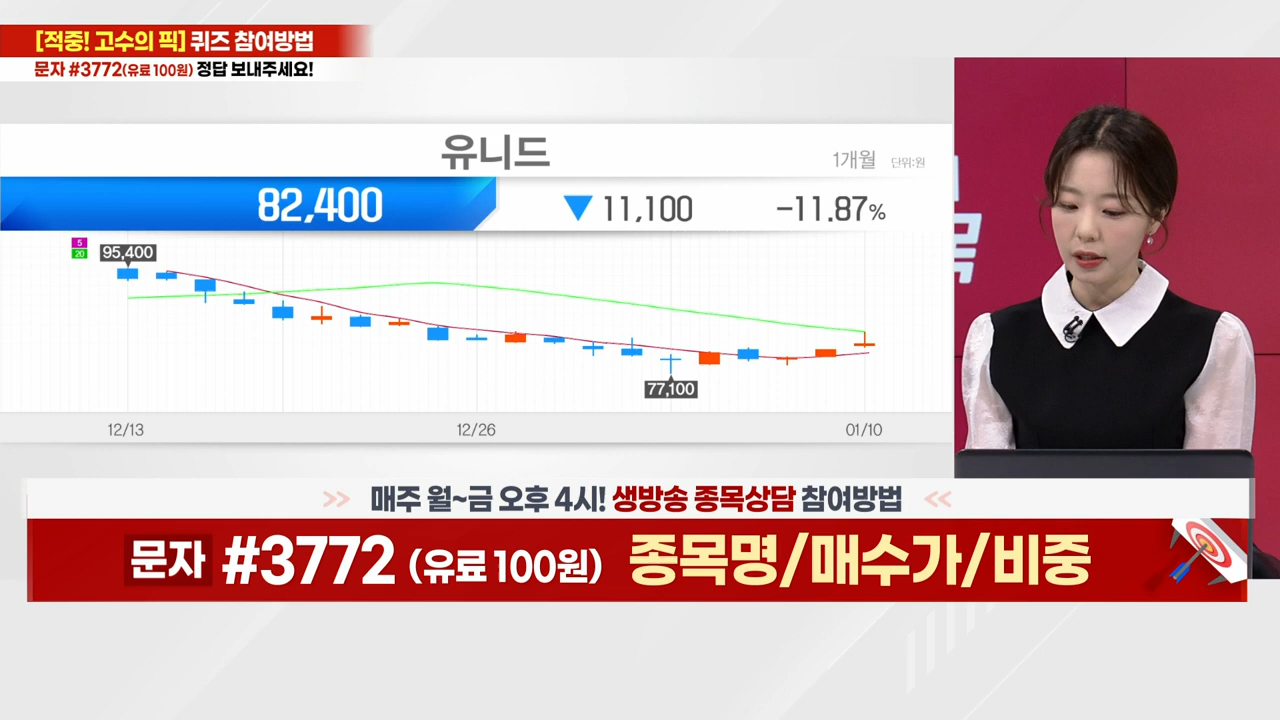 [적중! 고수의 픽] 퀴즈 참여방법
문자 #3772(유료 100원) 정답 보내주세요!
유니드
1개월 단위:원
82,400 ▼ 11,100 -11.87%
5
20
95,400
77,100
12/13 12/26 01/10
매주 월~금 오후 4시! 생방송 종목상담 참여방법
문자 #3772 (유료 100원) 종목명/매수가/비중